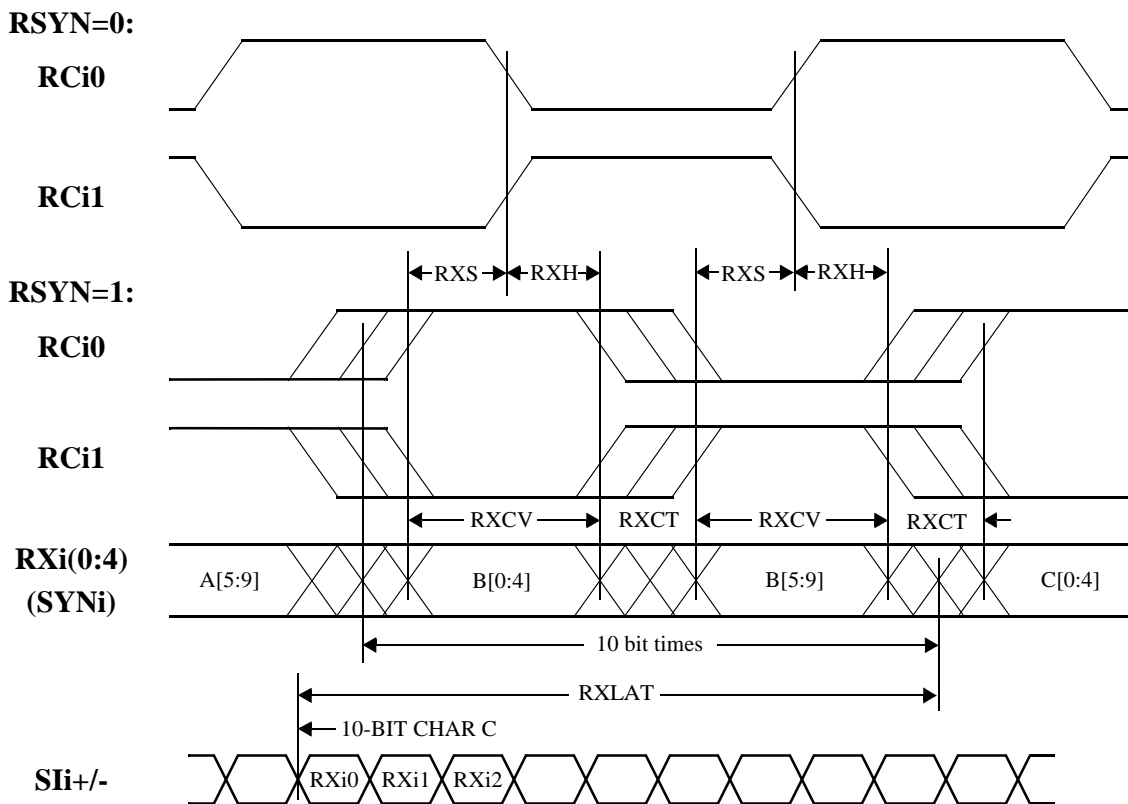 RSYN=0:
RCi0
RCi1
RXS RXH RXS RXH
RSYN=1:
RCi0
RCi1
RXCV RXCT RXCV RXCT
RXi(0:4)
(SYNi)
A[5:9] B[0:4] B[5:9] C[0:4]
10 bit times
RXLAT
10-BIT CHAR C
SIi+/-
RXi0 RXi1 RXi2